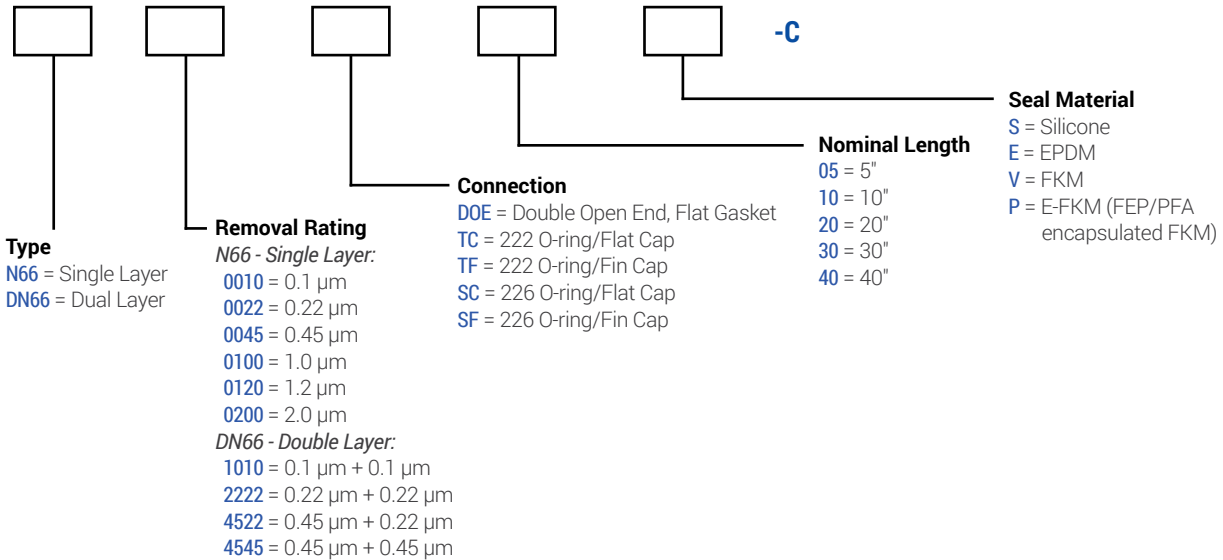 -C
Type
N66 = Single Layer
DN66 = Dual Layer
Removal Rating
N66 - Single Layer:
0010 = 0.1 µm
0022 = 0.22 µm
0045 = 0.45 µm
0100 = 1.0 µm
0120 = 1.2 µm
0200 = 2.0 µm
DN66 - Double Layer:
1010 = 0.1 µm + 0.1 µm
2222 = 0.22 µm + 0.22 µm
4522 = 0.45 µm + 0.22 µm
4545 = 0.45 µm + 0.45 µm
Connection
DOE = Double Open End, Flat Gasket
TC = 222 O-ring/Flat Cap
TF = 222 O-ring/Fin Cap
SC = 226 O-ring/Flat Cap
SF = 226 O-ring/Fin Cap
Nominal Length
05 = 5"
10 = 10"
20 = 20"
30 = 30"
40 = 40"
Seal Material
S = Silicone
E = EPDM
V = FKM
P = E-FKM (FEP/PFA
encapsulated FKM)